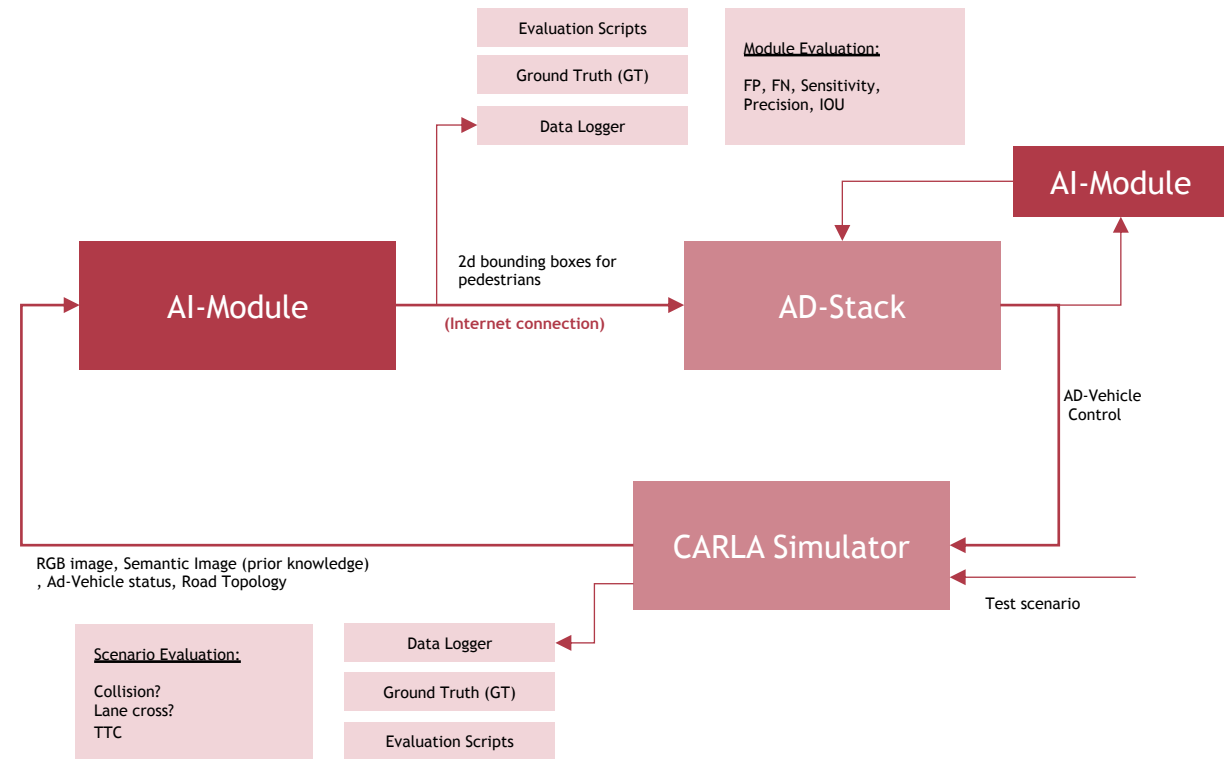 Evaluation Scripts
Ground Truth (GT)
Data Logger
Module Evaluation:
FP, FN, Sensitivity,
Precision, IOU
AI-Module
AI-Module
2d bounding boxes for
pedestrians
(Internet connection)
AD-Stack
AD-Vehicle
Control
CARLA Simulator
RGB image, Semantic Image (prior knowledge)
, Ad-Vehicle status, Road Topology
Test scenario
Scenario Evaluation:
Collision?
Lane cross?
TTC
Data Logger
Ground Truth (GT)
Evaluation Scripts